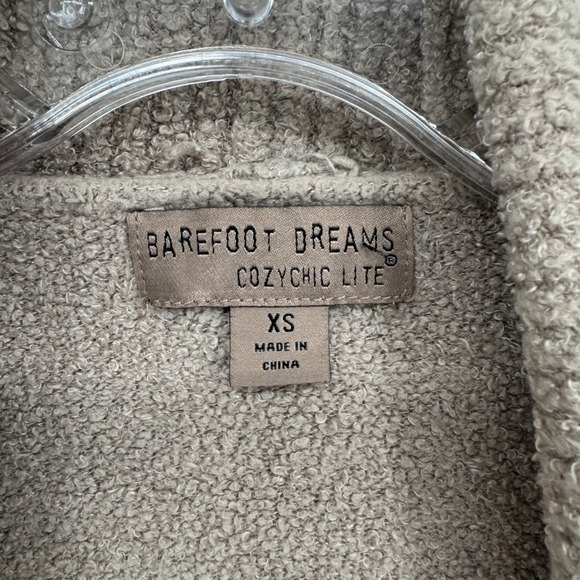 BAREFOOT DREAMS
COZYCHIC LITE®
XS
MADE IN
CHINA